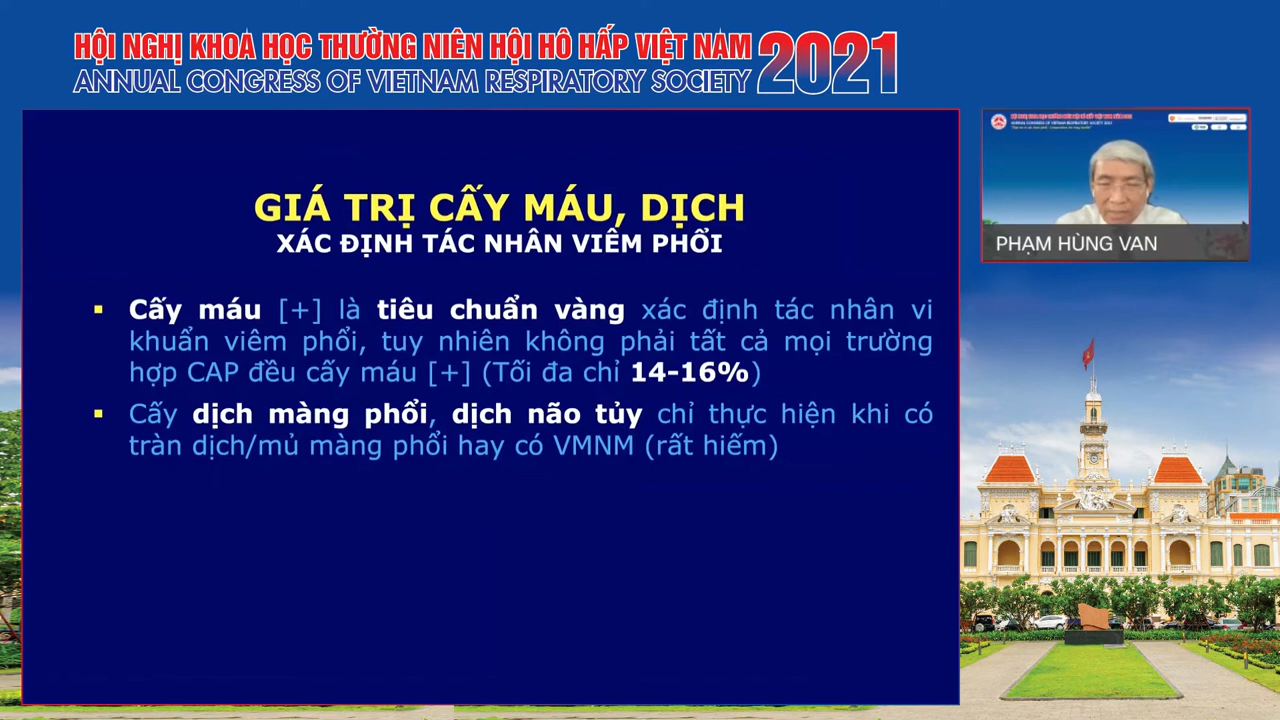 HỘI NGHỊ KHOA HỌC THƯỜNG NIÊN HỘI HÔ HẤP VIỆT NAM 2021
ANNUAL CONGRESS OF VIETNAM RESPIRATORY SOCIETY
GIÁ TRỊ CẤY MÁU, DỊCH
XÁC ĐỊNH TÁC NHÂN VIÊM PHỔI
▪ Cấy máu [+] là tiêu chuẩn vàng xác định tác nhân vi
khuẩn viêm phổi, tuy nhiên không phải tất cả mọi trường
hợp CAP đều cấy máu [+] (Tối đa chỉ 14-16%)
▪ Cấy dịch màng phổi, dịch não tủy chỉ thực hiện khi có
tràn dịch/mủ màng phổi hay có VMNM (rất hiếm)
PHẠM HÙNG VAN